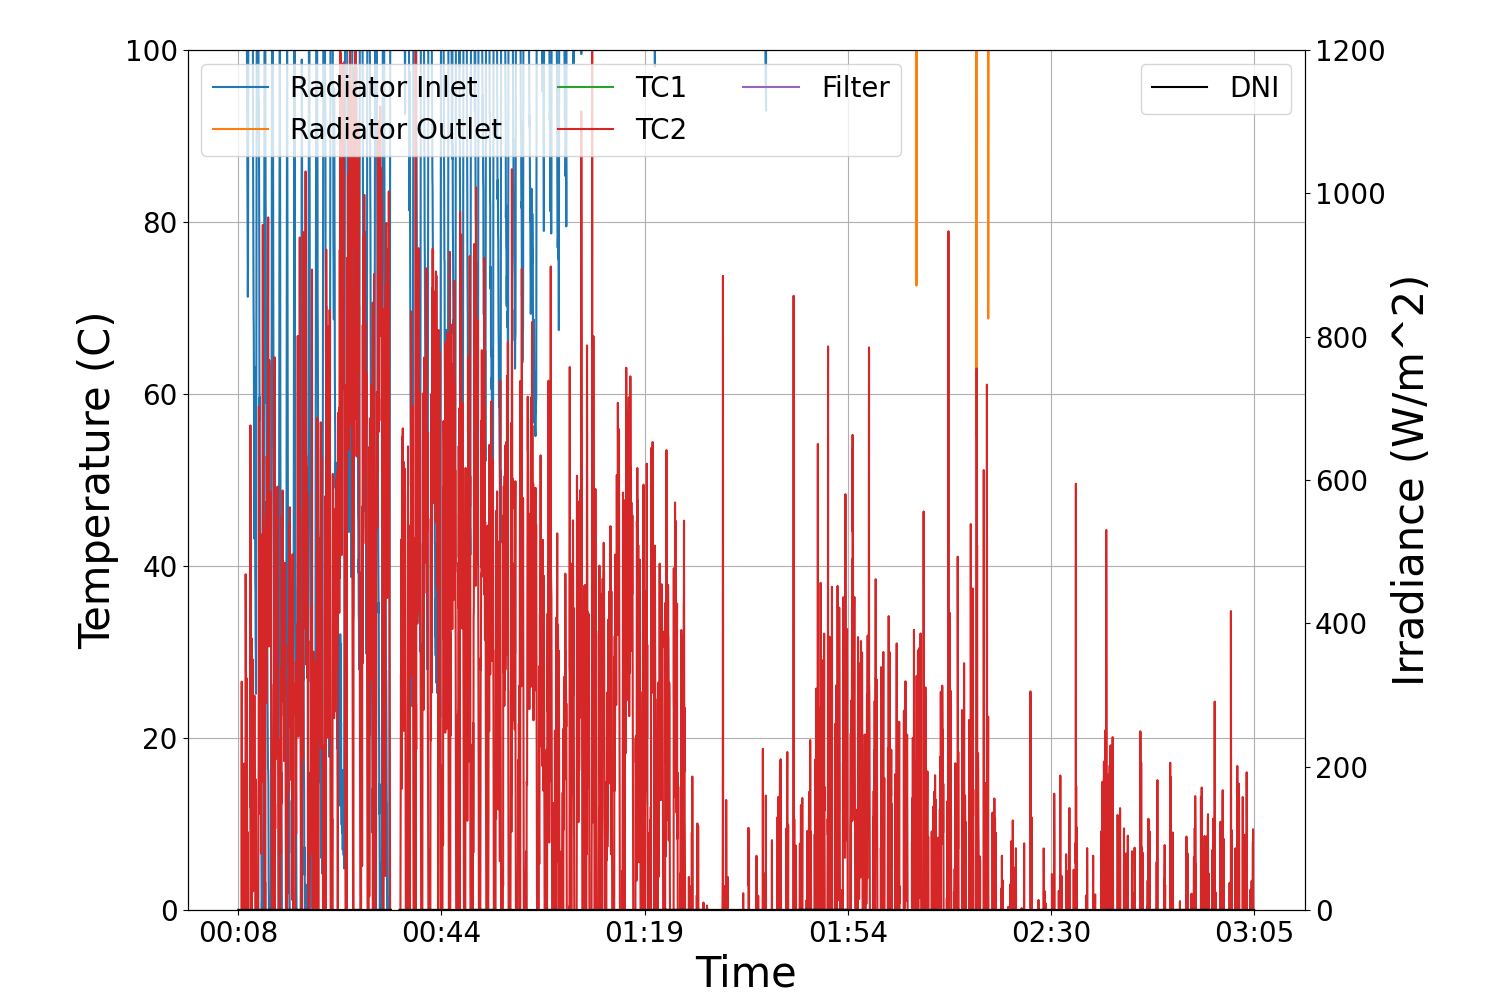 100
80
60
40
20
0
Temperature (C)
Radiator Inlet
Radiator Outlet
TC1
TC2
Filter
DNI
1200
1000
800
600
400
200
0
Irradiance (W/m^2)
00:08 00:44 01:19 01:54 02:30 03:05
Time